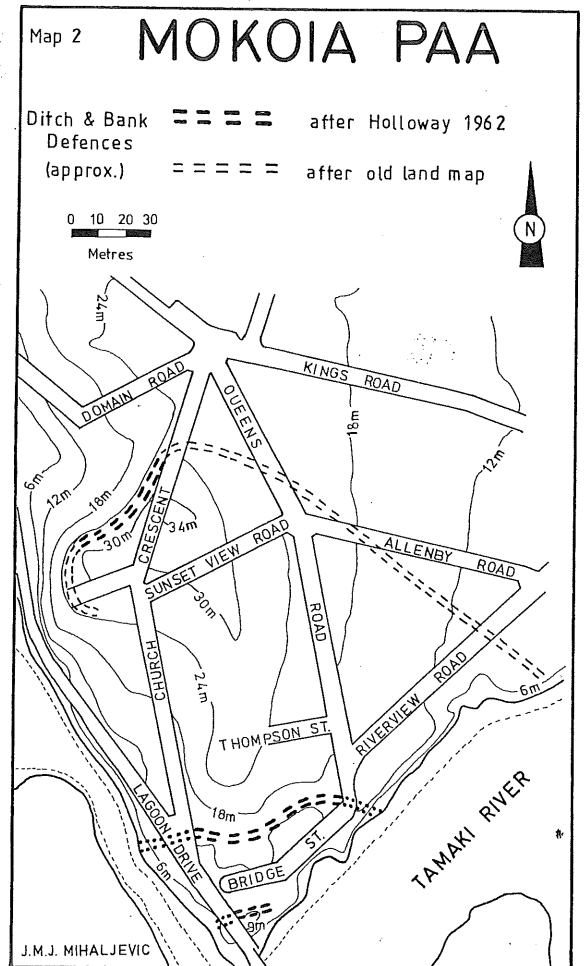 Map 2
MOKOIA PAA
Ditch & Bank
Defences
(approx.)
after Holloway 1962
after old land map
0 10 20 30
Metres
N
24m
DOMAIN ROAD
KINGS ROAD
QUEENS
18m
12m
6m
12m
18m
CRESCENT
34m
30m
SUNSET VIEW ROAD
ALLENBY ROAD
30m
ROAD
CHURCH
24m
RIVERVIEW ROAD
6m
THOMPSON ST.
LAGOON DRIVE
18m
6m
BRIDGE ST.
9m
TAMAKI RIVER
J.M.J. MIHALJEVIC